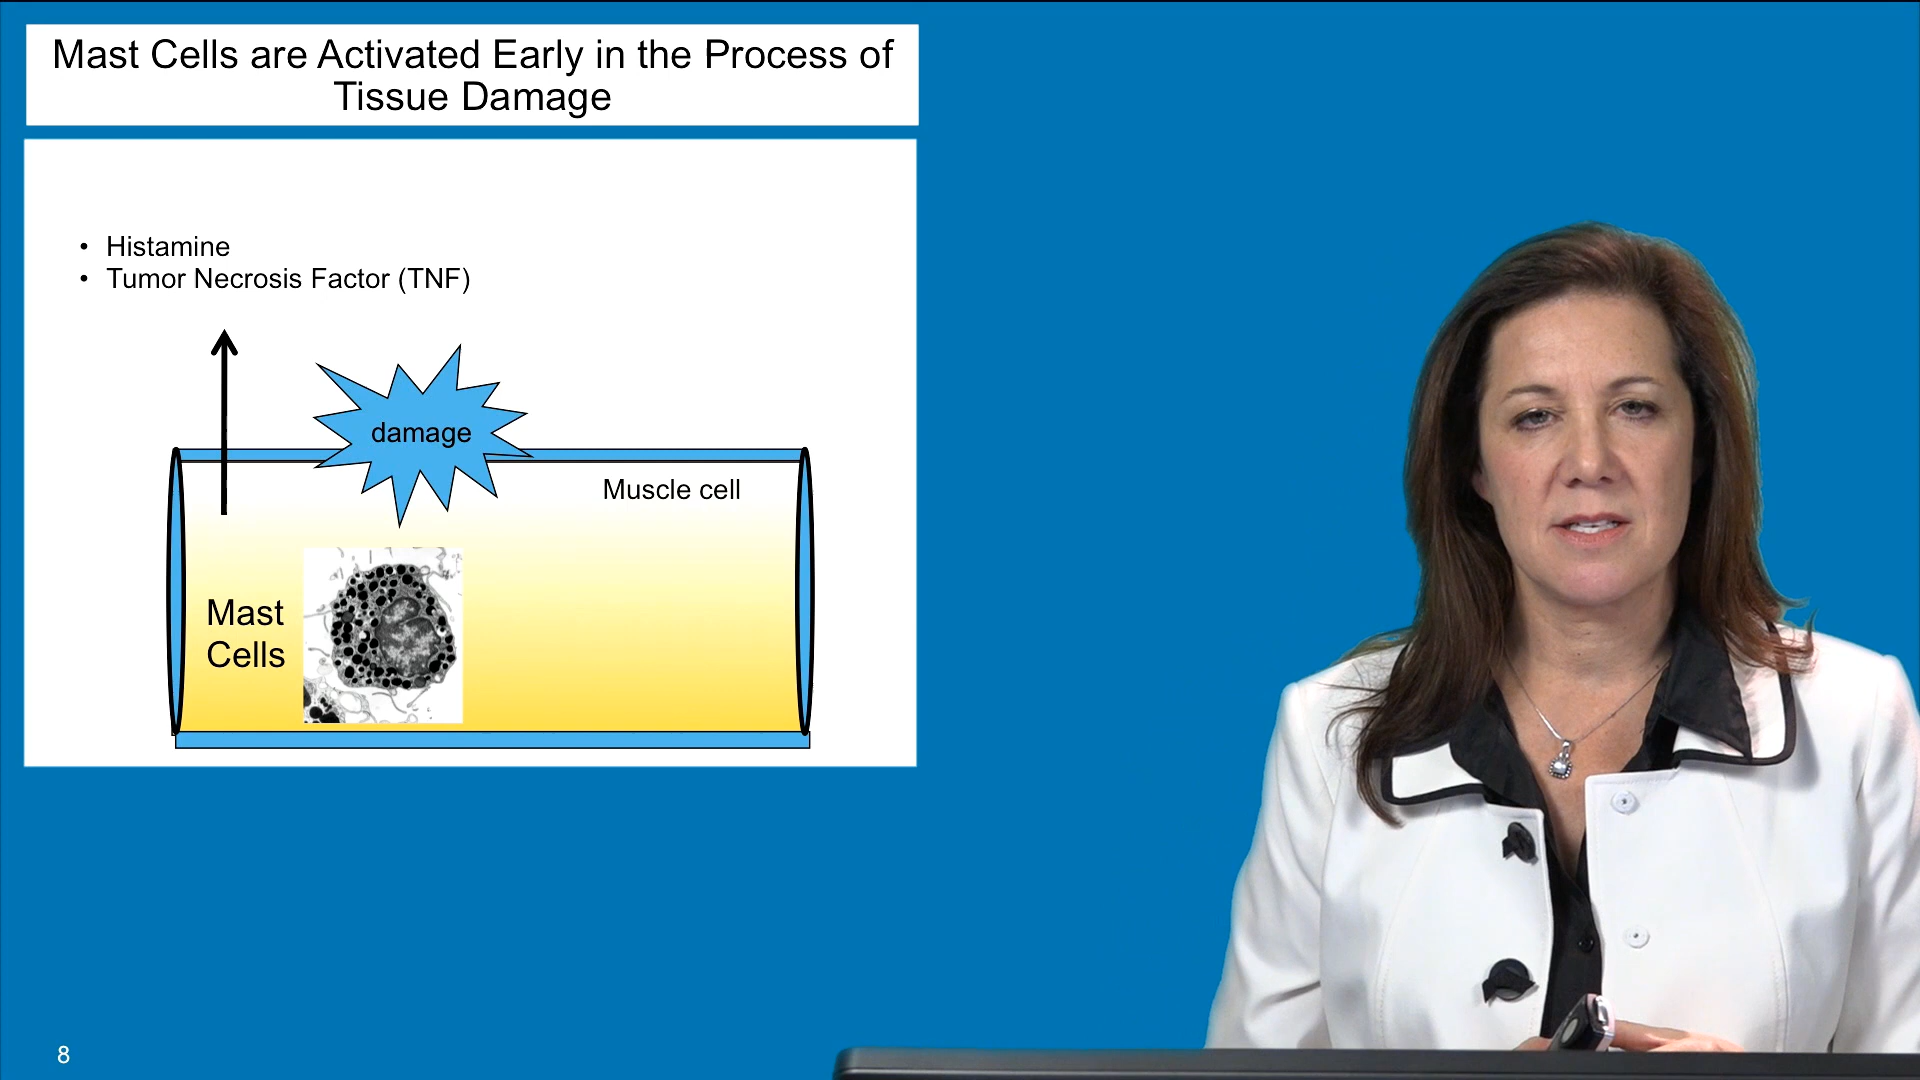 Mast Cells are Activated Early in the Process of
Tissue Damage
• Histamine
• Tumor Necrosis Factor (TNF)
damage
Muscle cell
Mast
Cells
8